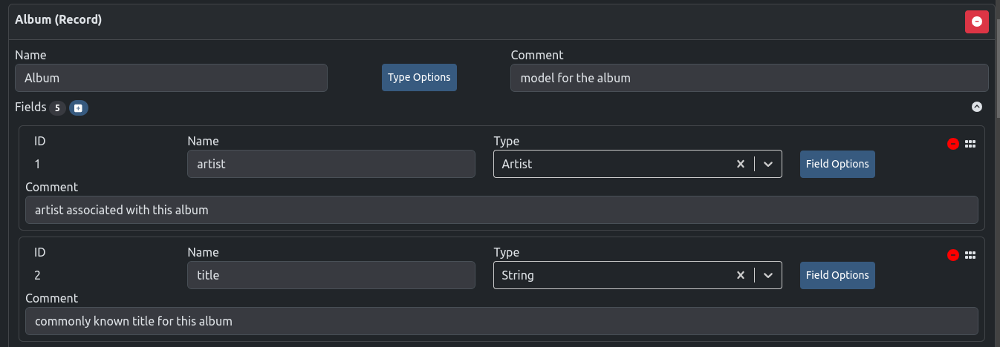 Album (Record)
Name
Comment
Album
Type Options
model for the album
Fields 5
ID
Name
Type
1
artist
Artist
Field Options
Comment
artist associated with this album
ID
Name
Type
2
title
String
Field Options
Comment
commonly known title for this album